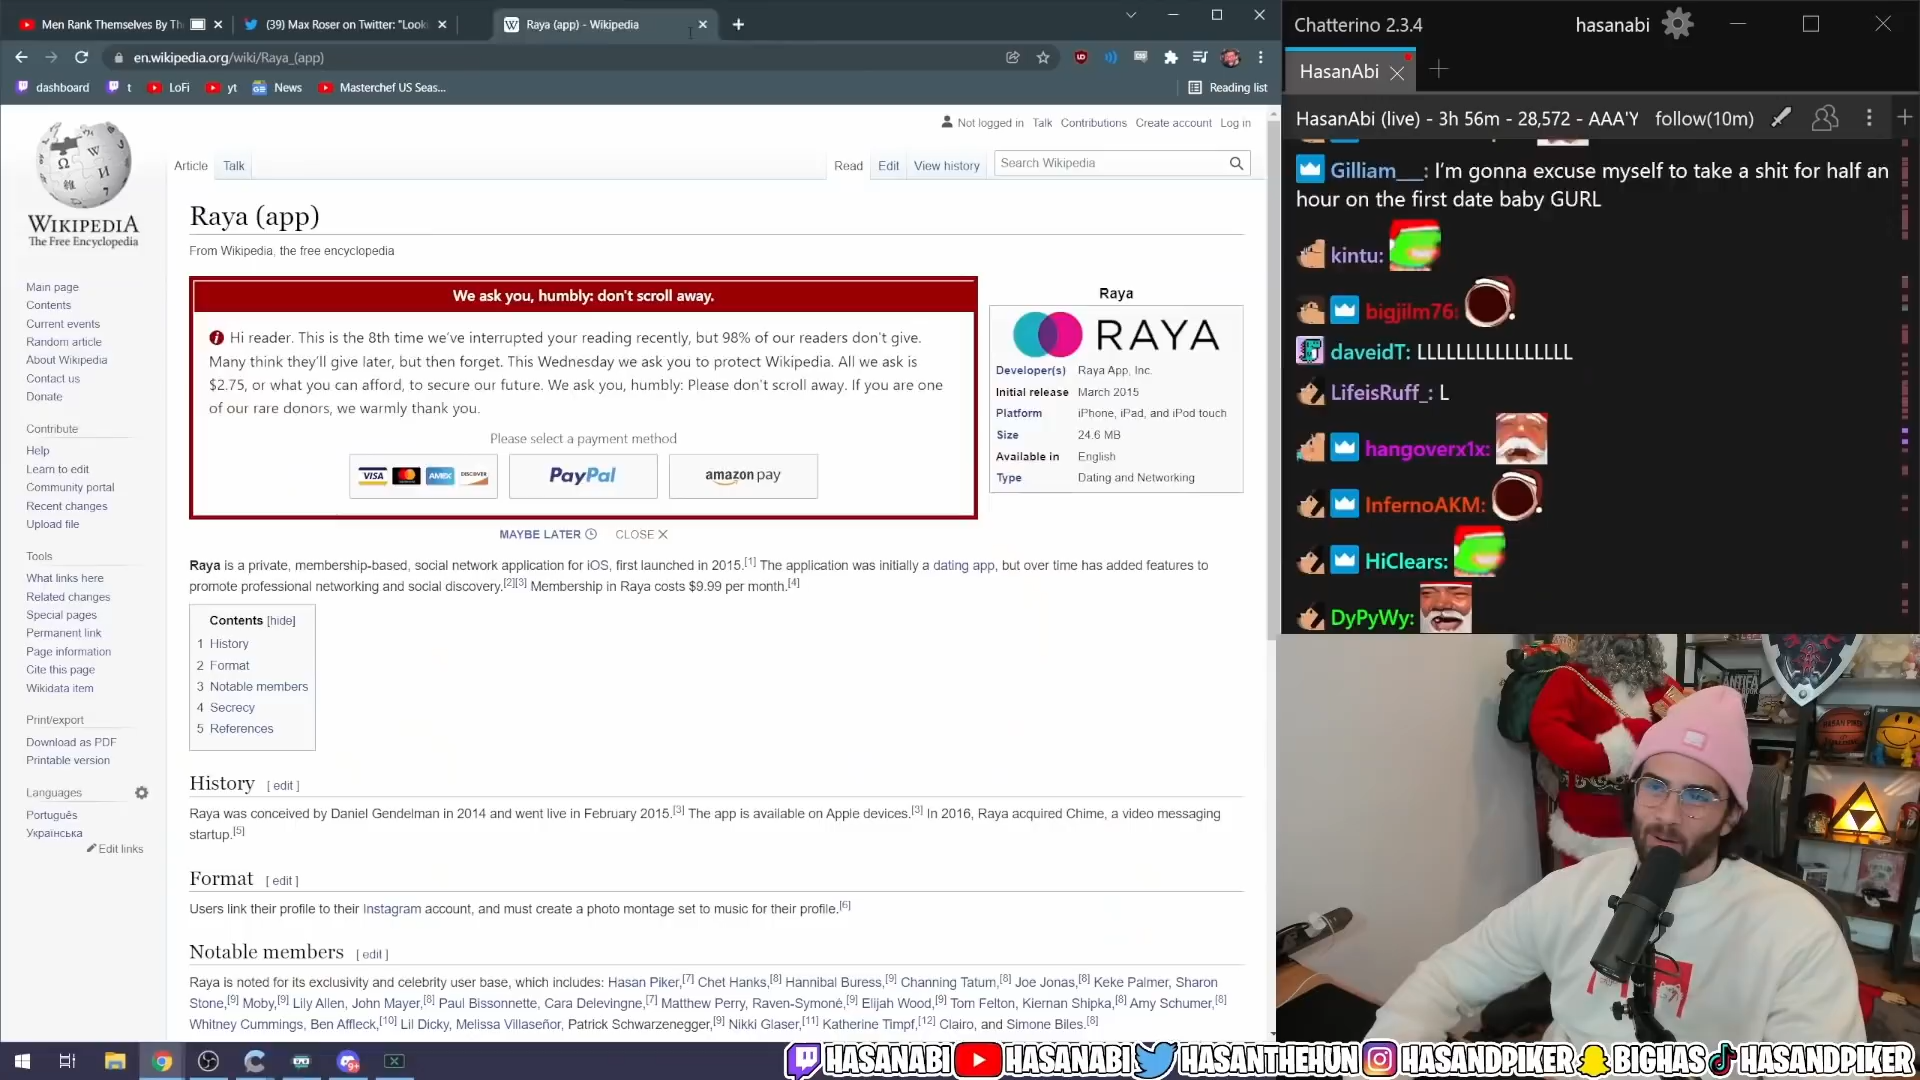 Men Rank Themselves By Th
(39) Max Roser on Twitter: "Look
Raya (app) - Wikipedia
en.wikipedia.org/wiki/Raya_(app)
dashboard
t
LoFi
yt
News
Masterchef US Seas...
Reading list
Not logged in
Talk
Contributions
Create account
Log in
Article
Talk
Read
Edit
View history
Search Wikipedia
WIKIPEDIA
The Free Encyclopedia
Main page
Contents
Current events
Random article
About Wikipedia
Contact us
Donate
Contribute
Help
Learn to edit
Community portal
Recent changes
Upload file
Tools
What links here
Related changes
Special pages
Permanent link
Page information
Cite this page
Wikidata item
Print/export
Download as PDF
Printable version
Languages
Português
Українська
Edit links
Raya (app)
From Wikipedia, the free encyclopedia
We ask you, humbly: don't scroll away.
Hi reader. This is the 8th time we've interrupted your reading recently, but 98% of our readers don't give.
Many think they'll give later, but then forget. This Wednesday we ask you to protect Wikipedia. All we ask is
$2.75, or what you can afford, to secure our future. We ask you, humbly: Please don't scroll away. If you are one
of our rare donors, we warmly thank you.
Please select a payment method
VISA
AMEX
DISCOVER
PayPal
amazon pay
MAYBE LATER
CLOSE X
Raya
RAYA
Developer(s) Raya App, Inc.
Initial release March 2015
Platform iPhone, iPad, and iPod touch
Size 24.6 MB
Available in English
Type Dating and Networking
Raya is a private, membership-based, social network application for iOS, first launched in 2015.[1] The application was initially a dating app, but over time has added features to
promote professional networking and social discovery.[2][3] Membership in Raya costs $9.99 per month.[4]
Contents [hide]
1 History
2 Format
3 Notable members
4 Secrecy
5 References
History [ edit ]
Raya was conceived by Daniel Gendelman in 2014 and went live in February 2015.[3] The app is available on Apple devices.[3] In 2016, Raya acquired Chime, a video messaging
startup.[5]
Format [ edit ]
Users link their profile to their Instagram account, and must create a photo montage set to music for their profile.[6]
Notable members [ edit ]
Raya is noted for its exclusivity and celebrity user base, which includes: Hasan Piker,[7] Chet Hanks,[8] Hannibal Buress,[9] Channing Tatum,[8] Joe Jonas,[8] Keke Palmer, Sharon
Stone,[9] Moby,[9] Lily Allen, John Mayer,[8] Paul Bissonnette, Cara Delevingne,[7] Matthew Perry, Raven-Symoné,[9] Elijah Wood,[9] Tom Felton, Kiernan Shipka,[8] Amy Schumer,[8]
Whitney Cummings, Ben Affleck,[10] Lil Dicky, Melissa Villaseñor, Patrick Schwarzenegger,[9] Nikki Glaser,[11] Katherine Timpf,[12] Clairo, and Simone Biles.[8]
Chatterino 2.3.4
hasanabi
HasanAbi
HasanAbi (live) - 3h 56m - 28,572 - AAA'Y
follow(10m)
Gilliam___: I'm gonna excuse myself to take a shit for half an
hour on the first date baby GURL
kintu:
bigjilm76:
daveidT: LLLLLLLLLLLLLLLL
LifeisRuff_: L
hangoverx1x:
InfernoAKM:
HiClears:
DyPyWy:
ANTIFA
HASAN PIKER
HASANABI
HASANABI
HASANTHEHUN
HASANDPIKER
BIGHAS
HASANDPIKER